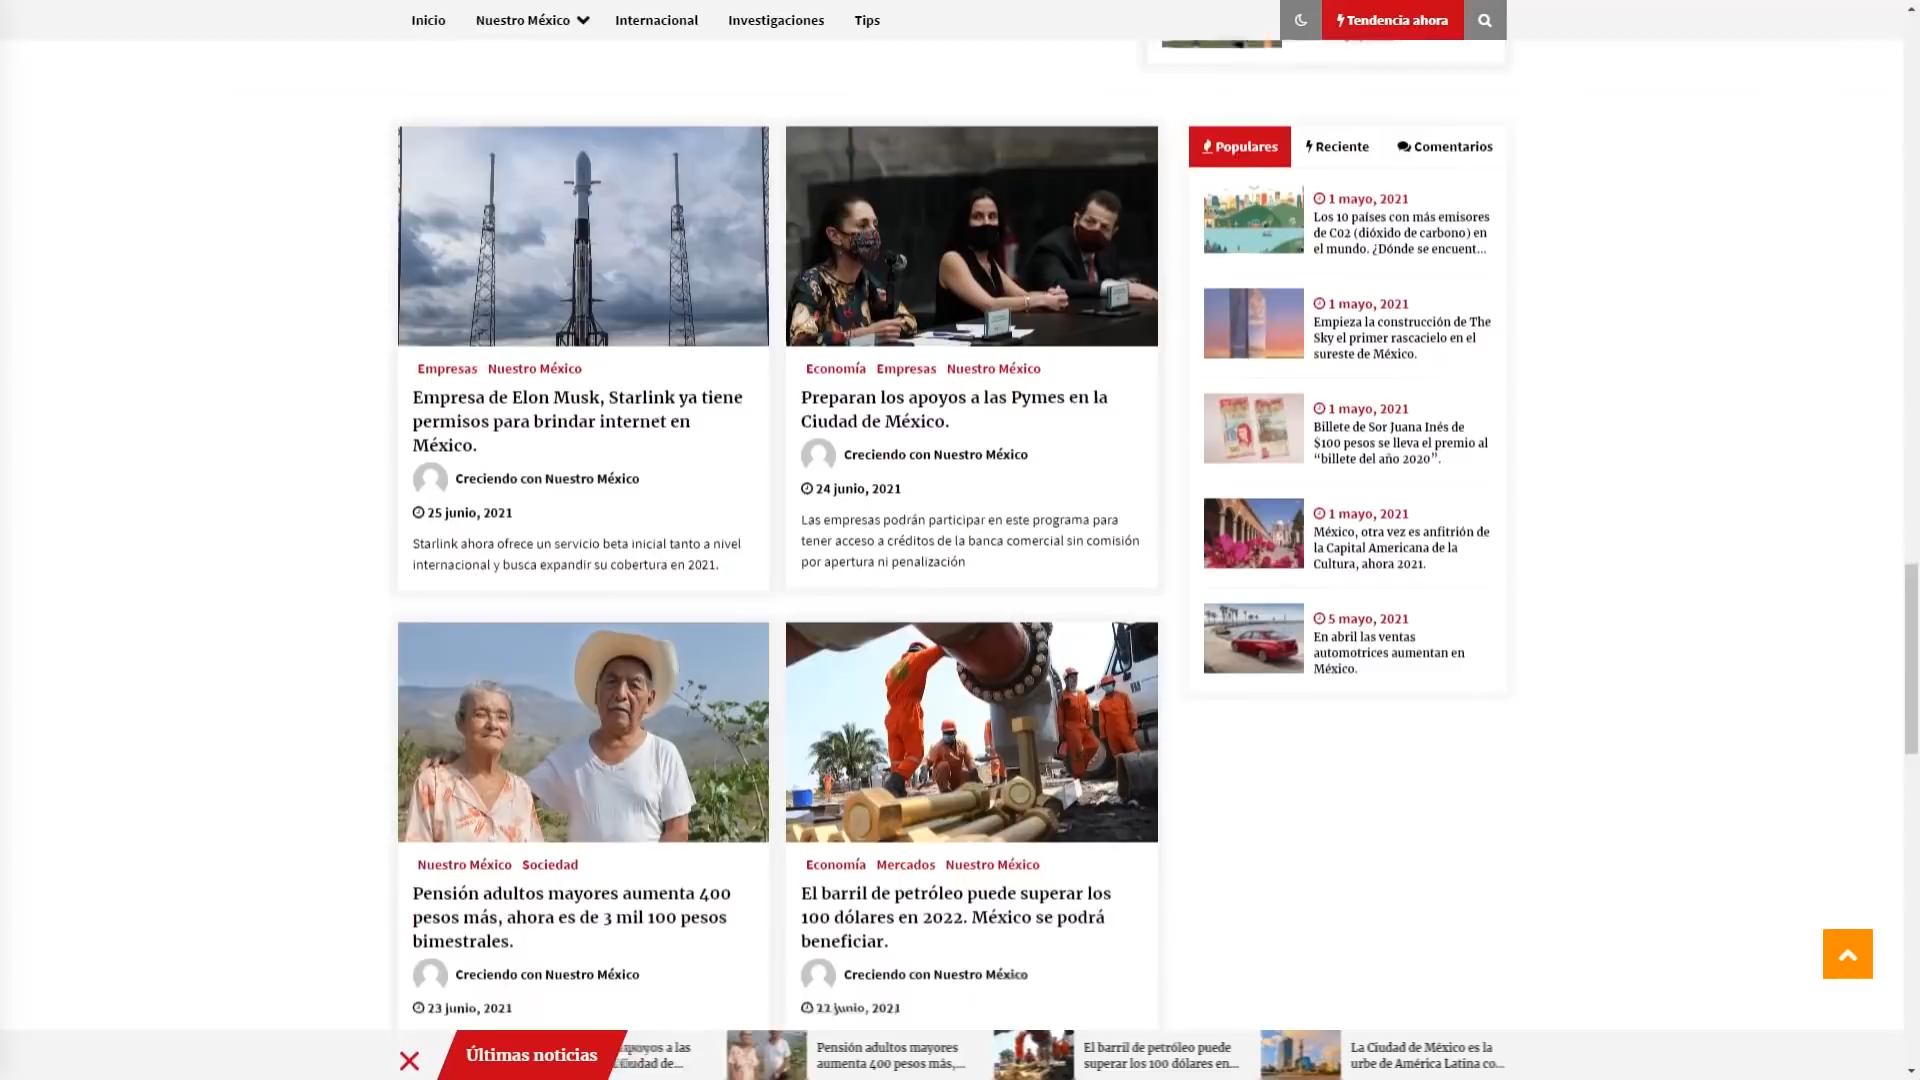 Inicio
Nuestro México
Internacional
Investigaciones
Tips
Tendencia ahora
Empresas Nuestro México
Empresa de Elon Musk, Starlink ya tiene
permisos para brindar internet en
México.
Creciendo con Nuestro México
25 junio, 2021
Starlink ahora ofrece un servicio beta inicial tanto a nivel
internacional y busca expandir su cobertura en 2021.
Economía Empresas Nuestro México
Preparan los apoyos a las Pymes en la
Ciudad de México.
Creciendo con Nuestro México
24 junio, 2021
Las empresas podrán participar en este programa para
tener acceso a créditos de la banca comercial sin comisión
por apertura ni penalización
Populares
Reciente
Comentarios
1 mayo, 2021
Los 10 países con más emisores
de C02 (dióxido de carbono) en
el mundo. ¿Dónde se encuent...
1 mayo, 2021
Empieza la construcción de The
Sky el primer rascacielo en el
sureste de México.
1 mayo, 2021
Billete de Sor Juana Inés de
$100 pesos se lleva el premio al
“billete del año 2020”.
1 mayo, 2021
México, otra vez es anfitrión de
la Capital Americana de la
Cultura, ahora 2021.
5 mayo, 2021
En abril las ventas
automotrices aumentan en
México.
Nuestro México Sociedad
Pensión adultos mayores aumenta 400
pesos más, ahora es de 3 mil 100 pesos
bimestrales.
Creciendo con Nuestro México
23 junio, 2021
Economía Mercados Nuestro México
El barril de petróleo puede superar los
100 dólares en 2022. México se podrá
beneficiar.
Creciendo con Nuestro México
22 junio, 2021
Últimas noticias
apoyos a las
Ciudad de...
Pensión adultos mayores
aumenta 400 pesos más,...
El barril de petróleo puede
superar los 100 dólares en...
La Ciudad de México es la
urbe de América Latina co...